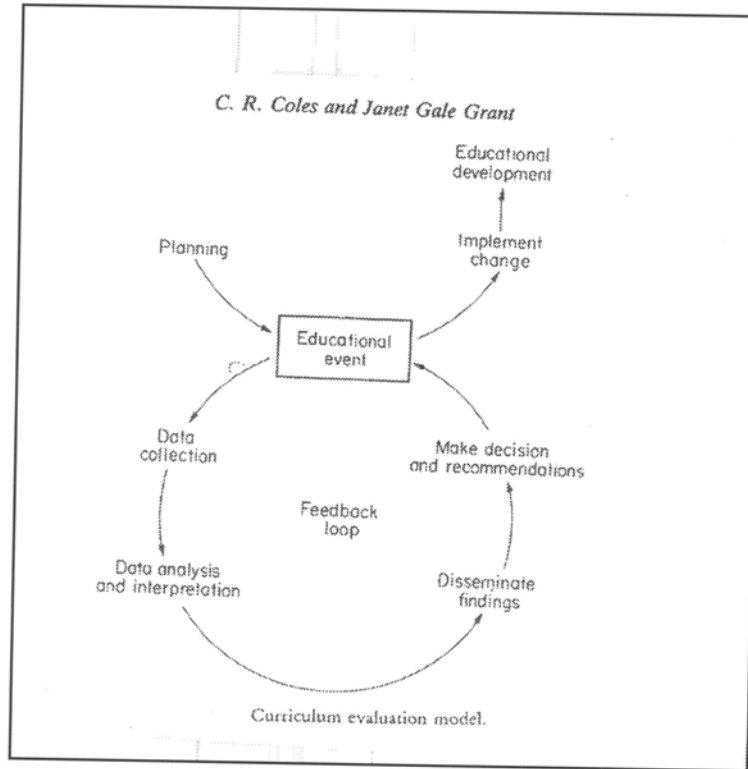 C. R. Coles and Janet Gale Grant
Educational
development
Implement
change
Planning
Educational
event
Data
collection
Make decision
and recommendations
Feedback
loop
Data analysis
and interpretation
Disseminate
findings
Curriculum evaluation model.